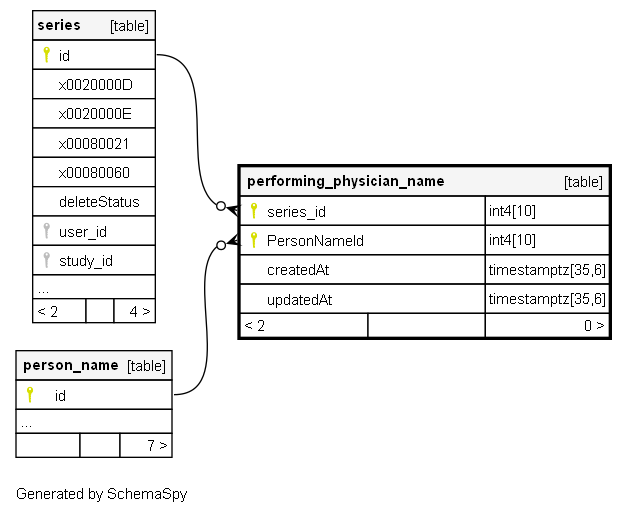 series [table]
id
x0020000D
x0020000E
x00080021
x00080060
deleteStatus
user_id
study_id
...
< 2 4 >
performing_physician_name [table]
series_id int4[10]
PersonNameId int4[10]
createdAt timestamptz[35,6]
updatedAt timestamptz[35,6]
< 2 0 >
person_name [table]
id
...
7 >
Generated by SchemaSpy